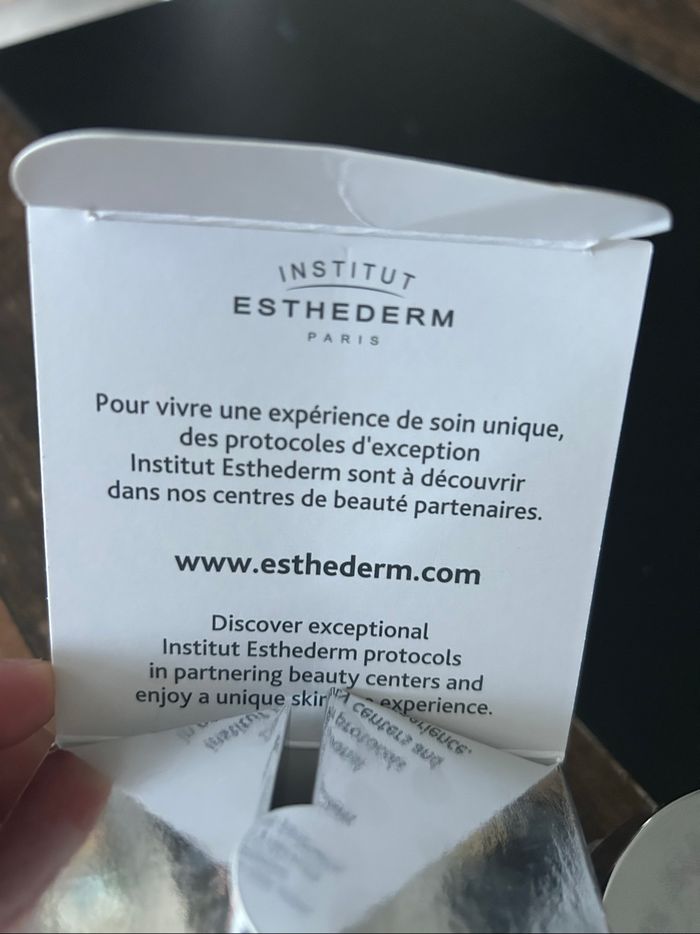 INSTITUT
ESTHEDERM
PARIS
Pour vivre une expérience de soin unique,
des protocoles d'exception
Institut Esthederm sont à découvrir
dans nos centres de beauté partenaires.
www.esthederm.com
Discover exceptional
Institut Esthederm protocols
in partnering beauty centers and
enjoy a unique experience.